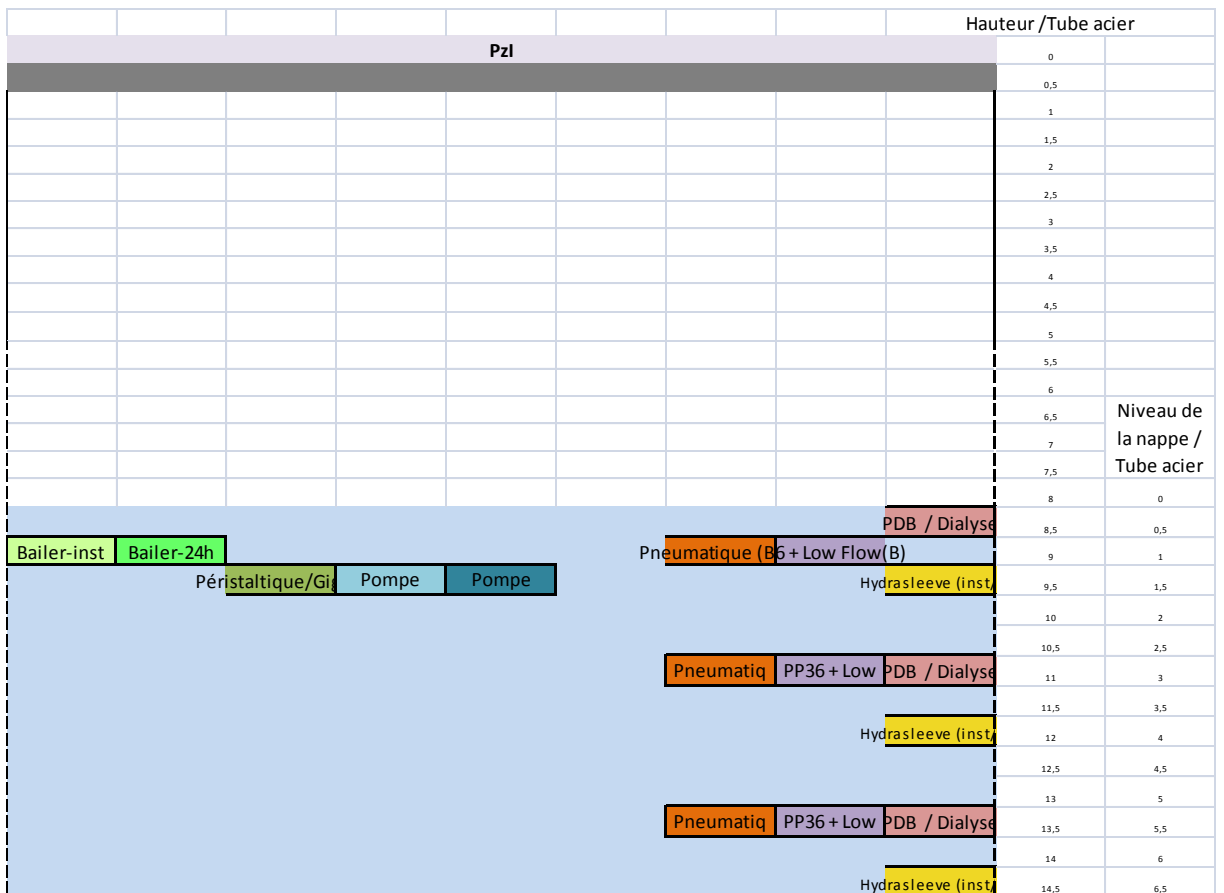 Hauteur /Tube acier
PzI
0
0,5
1
1,5
2
2,5
3
3,5
4
4,5
5
5,5
6
6,5
Niveau de
la nappe /
Tube acier
7
7,5
8 0
PDB / Dialyse 8,5 0,5
Bailer-inst Bailer-24h Pneumatique (B 6 + Low Flow(B) 9 1
Péristaltique/Gig Pompe Pompe Hydrasleeve (inst/ 9,5 1,5
10 2
10,5 2,5
Pneumatiq PP36 + Low PDB / Dialyse 11 3
11,5 3,5
Hydrasleeve (inst/ 12 4
12,5 4,5
13 5
Pneumatiq PP36 + Low PDB / Dialyse 13,5 5,5
14 6
Hydrasleeve (inst/ 14,5 6,5